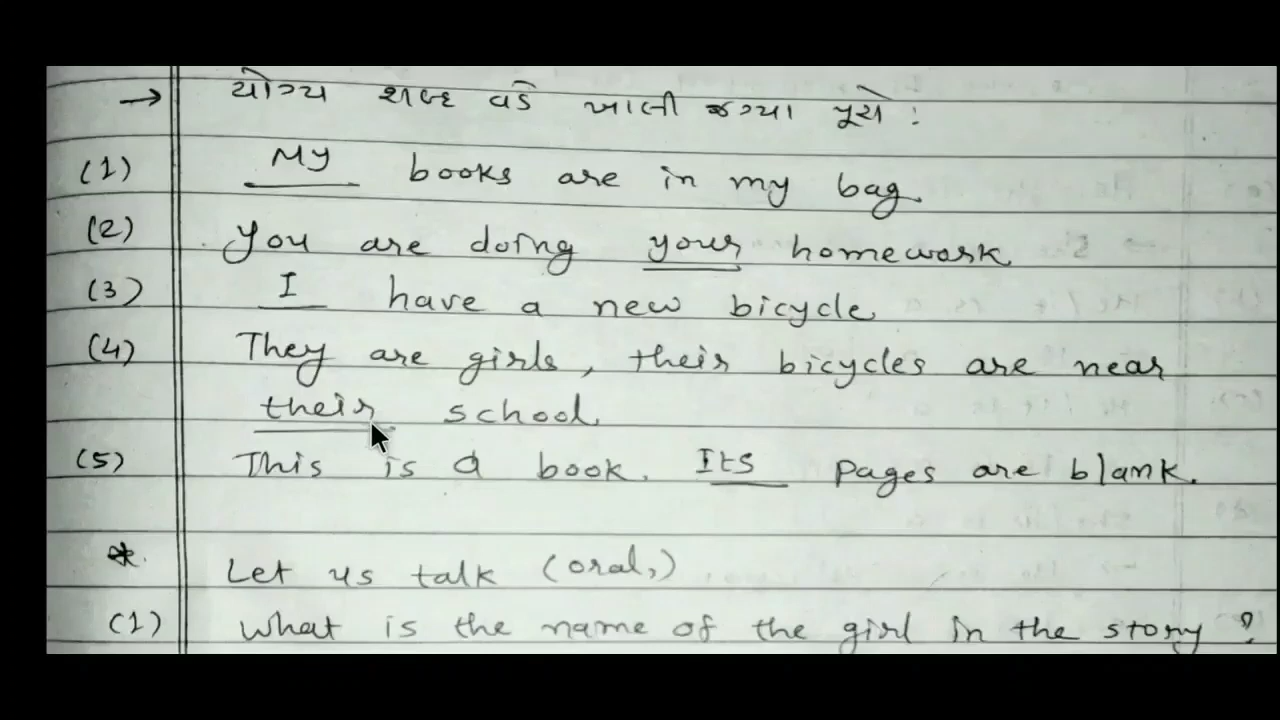 → યોગ્ય શબ્દ વડે ખાલી જગ્યા પૂરો :
(1) My books are in my bag.
(2) You are doing your homework.
(3) I have a new bicycle.
(4) They are girls, their bicycles are near
their school.
(5) This is a book. Its pages are blank.
* Let us talk (oral,)
(1) What is the name of the girl in the story ?